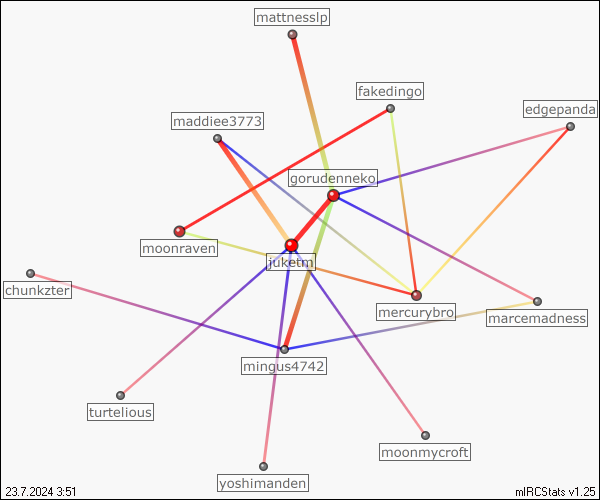 mattnesslp
fakedingo
edgepanda
maddiee3773
gorudenneko
moonraven
juketm
chunkzter
mercurybro
marcemadness
mingus4742
turtelious
moonmycroft
yoshimanden
23.7.2024 3:51
mIRCStats v1.25